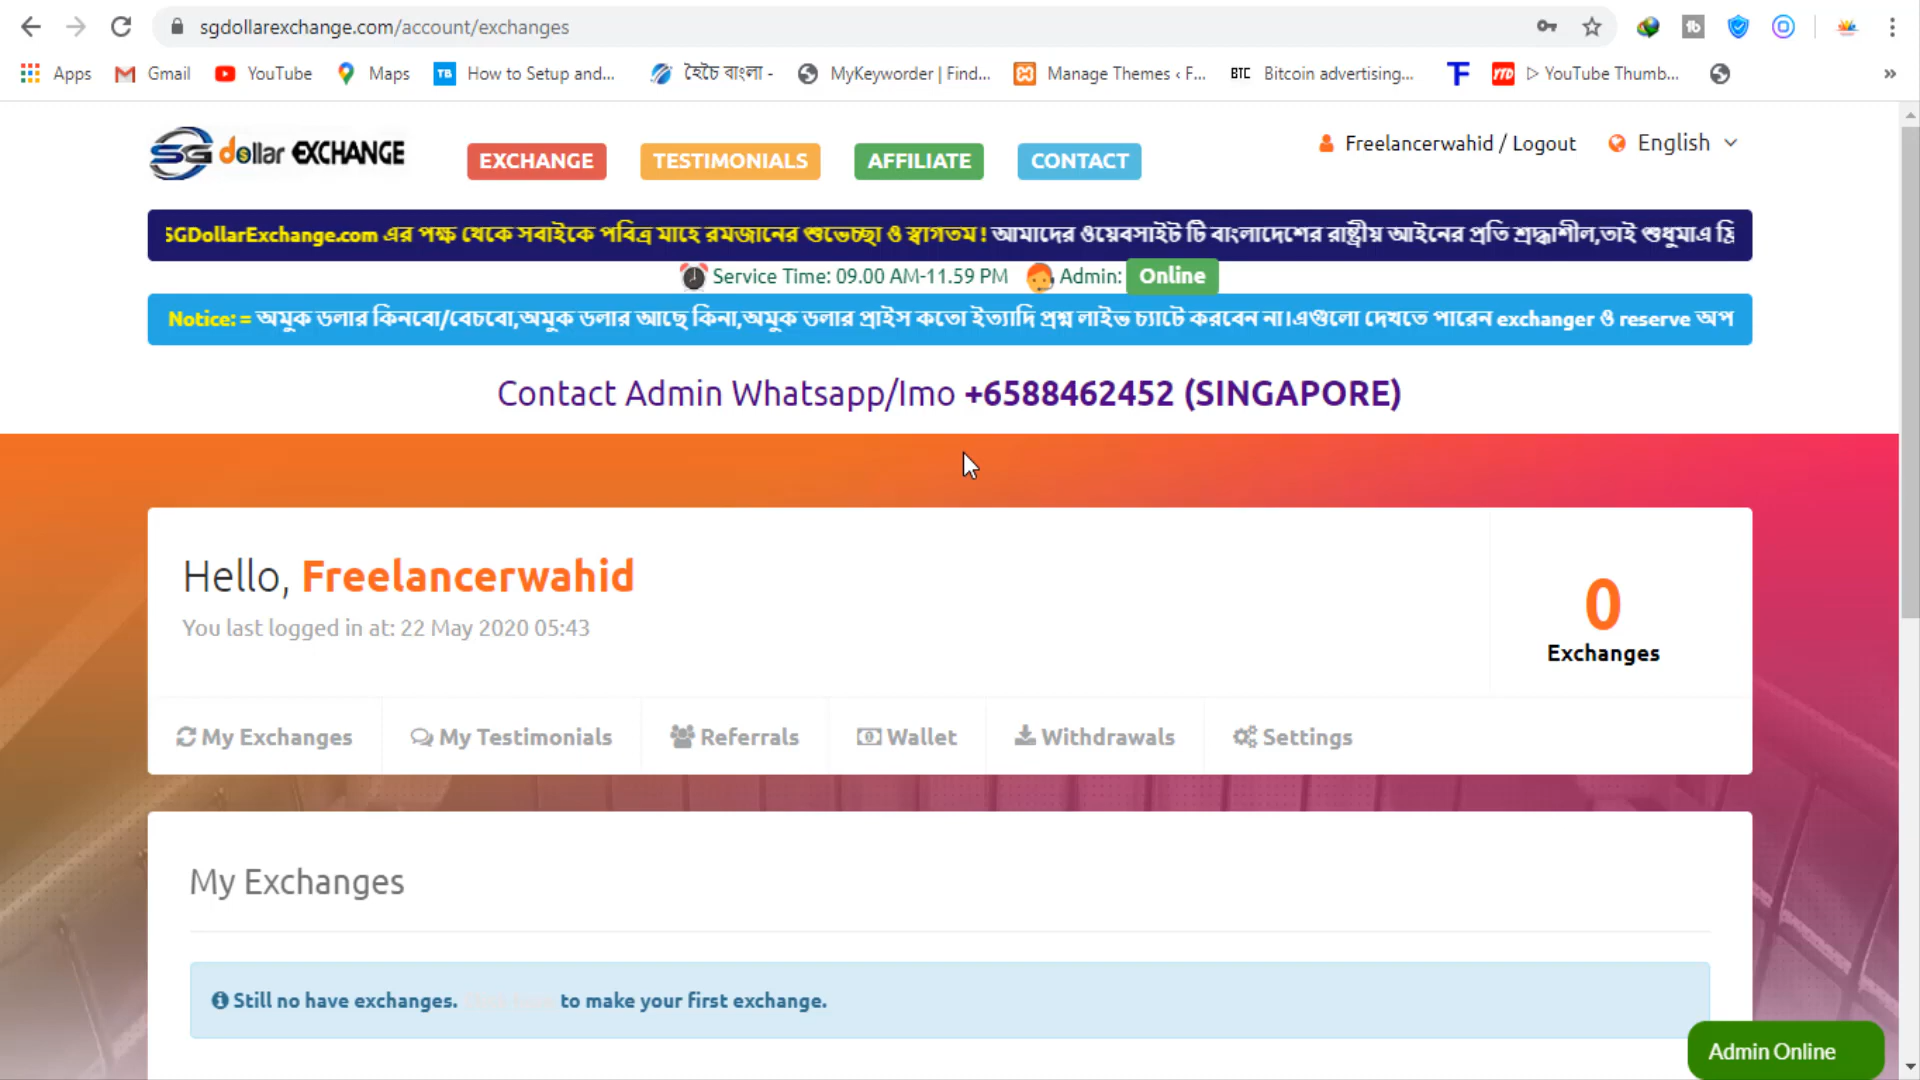 sgdollarexchange.com/account/exchanges
Apps Gmail YouTube Maps TB How to Setup and... হৈচৈ বাংলা - MyKeyworder | Find... Manage Themes ‹ F... BTC Bitcoin advertising... TF YTD ▷ YouTube Thumb... »
SG dollar EXCHANGE EXCHANGE TESTIMONIALS AFFILIATE CONTACT Freelancerwahid / Logout English
SGDollarExchange.com এর পক্ষ থেকে সবাইকে পবিত্র মাহে রমজানের শুভেচ্ছা ও স্বাগতম ! আমাদের ওয়েবসাইট টি বাংলাদেশের রাষ্ট্রীয় আইনের প্রতি শ্রদ্ধাশীল,তাই শুধুমাএ
Service Time: 09.00 AM-11.59 PM Admin: Online
Notice: = অমুক ডলার কিনবো/বেচবো,অমুক ডলার আছে কিনা,অমুক ডলার প্রাইস কতো ইত্যাদি প্রশ্ন লাইভ চ্যাটে করবেন না।এগুলো দেখতে পারেন exchanger ও reserve অপ
Contact Admin Whatsapp/Imo +6588462452 (SINGAPORE)
Hello, Freelancerwahid
You last logged in at: 22 May 2020 05:43
0
Exchanges
My Exchanges My Testimonials Referrals Wallet Withdrawals Settings
My Exchanges
Still no have exchanges. to make your first exchange.
Admin Online